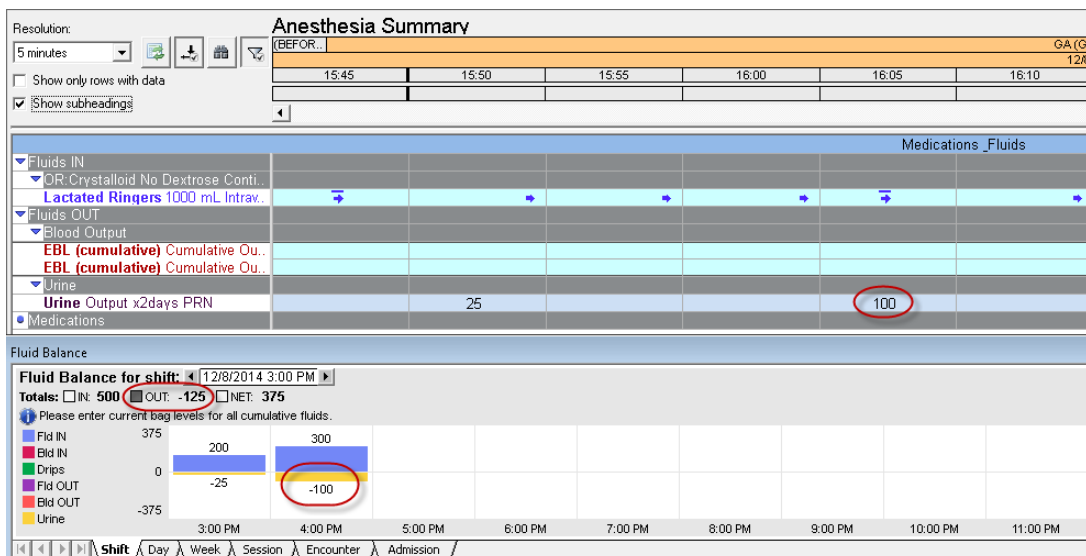 Resolution:
Anesthesia Summary
5 minutes
(BEFOR..
GA (G
12/
Show only rows with data
15:45 15:50 15:55 16:00 16:05 16:10
Show subheadings
Medications _Fluids
Fluids IN
OR:Crystalloid No Dextrose Conti..
Lactated Ringers 1000 mL Intrav..
Fluids OUT
Blood Output
EBL (cumulative) Cumulative Ou..
EBL (cumulative) Cumulative Ou..
Urine
Urine Output x2days PRN 25 100
Medications
Fluid Balance
Fluid Balance for shift: 12/8/2014 3:00 PM
Totals: IN: 500 OUT: -125 NET: 375
Please enter current bag levels for all cumulative fluids.
Fld IN
Bld IN
Drips
Fld OUT
Bld OUT
Urine
375
0
-375
200 300
-25 -100
3:00 PM 4:00 PM 5:00 PM 6:00 PM 7:00 PM 8:00 PM 9:00 PM 10:00 PM 11:00 PM
Shift Day Week Session Encounter Admission